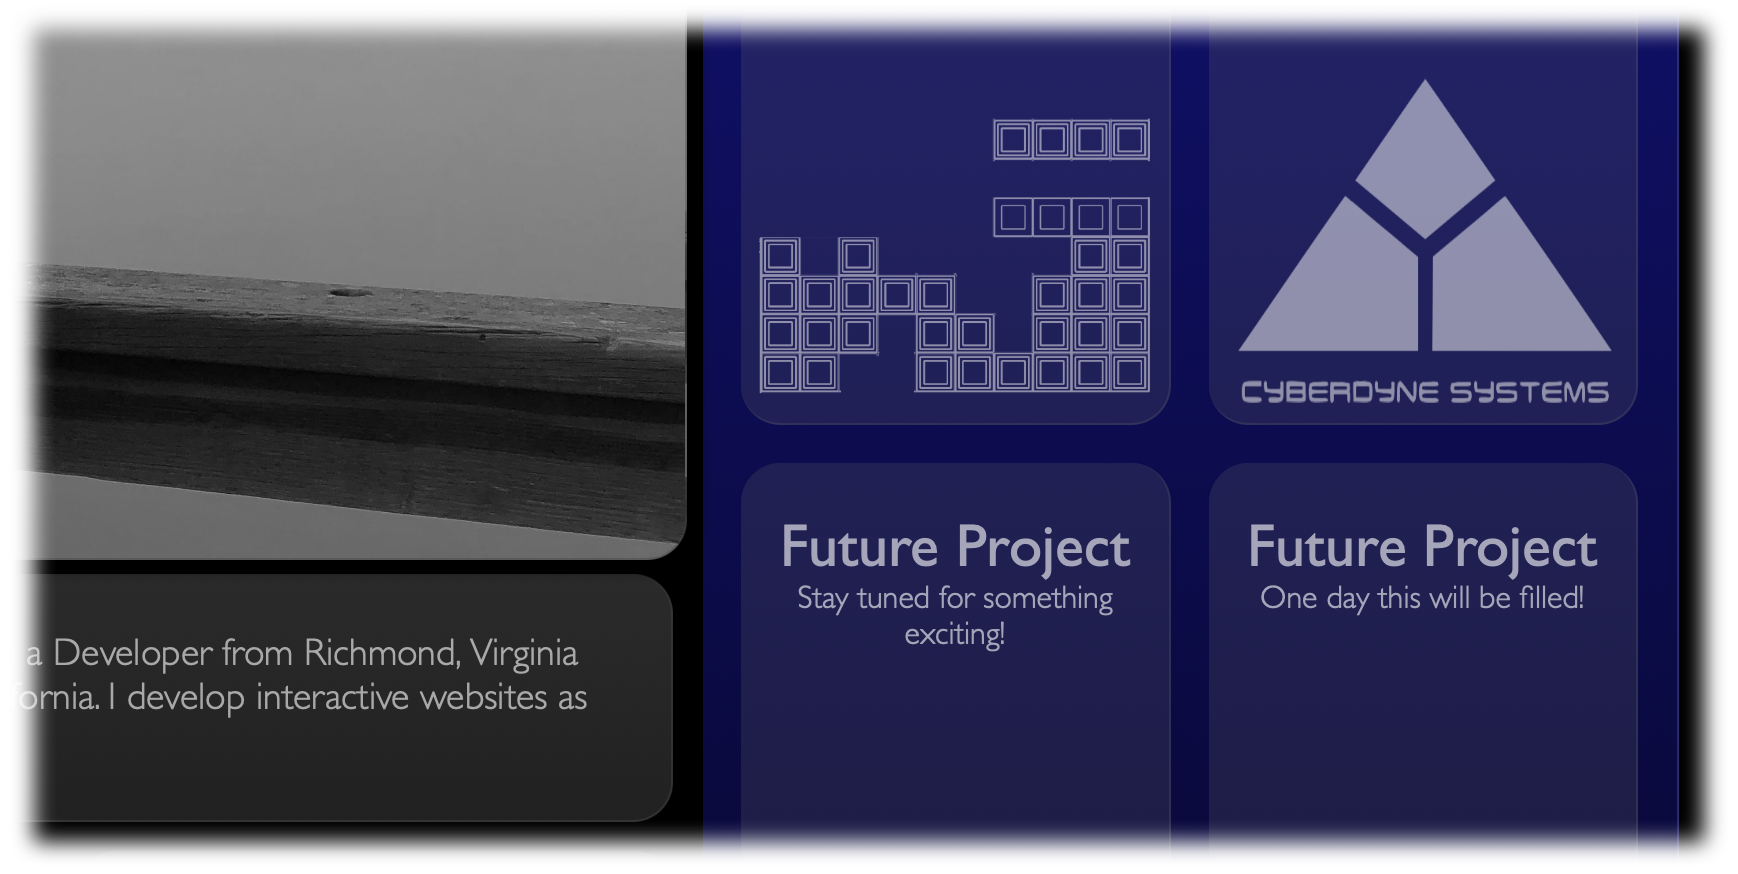 CYBERDYNE SYSTEMS
Future Project
Stay tuned for something
exciting!
Future Project
One day this will be filled!
a Developer from Richmond, Virginia
fornia. I develop interactive websites as